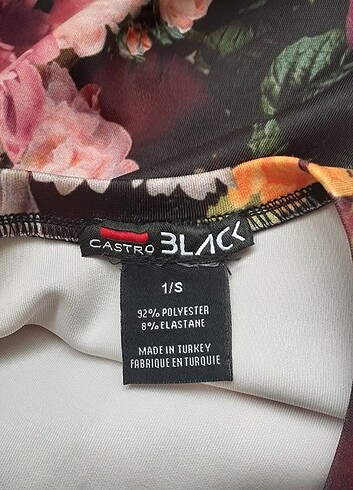 CASTRO BLACK
1/S
92% POLYESTER
8% ELASTANE
MADE IN TURKEY
FABRIQUE EN TURQUIE